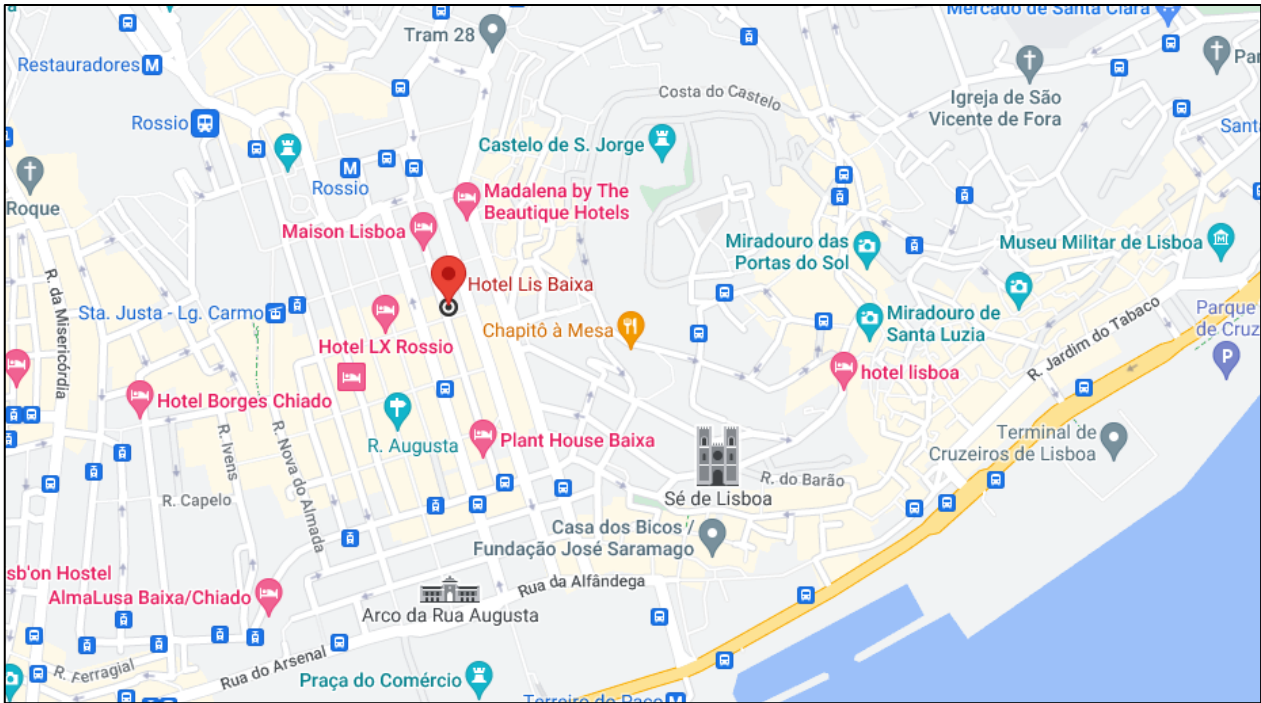 Mercado de Santa Clara
Tram 28
Restauradores M
Par
Costa do Castelo
Igreja de São
Vicente de Fora
Rossio
Castelo de S. Jorge
Sant
M
Rossio
Madalena by The
Beautique Hotels
Roque
Maison Lisboa
Miradouro das
Portas do Sol
Museu Militar de Lisboa
Hotel Lis Baixa
R. da Misericórdia
Sta. Justa - Lg. Carmo
Chapitô à Mesa
Miradouro de
Santa Luzia
R. Jardim do Tabaco
Parque
de Cruz
P
Hotel LX Rossio
hotel lisboa
Hotel Borges Chiado
R. Augusta
Plant House Baixa
R. Ivens
R. Nova do Almada
Terminal de
Cruzeiros de Lisboa
R. do Barão
Sé de Lisboa
R. Capelo
Casa dos Bicos /
Fundação José Saramago
sb'on Hostel
AlmaLusa Baixa/Chiado
Rua da Alfândega
Arco da Rua Augusta
R. Ferragial
Rua do Arsenal
Praça do Comércio
Terreiro do Paço M